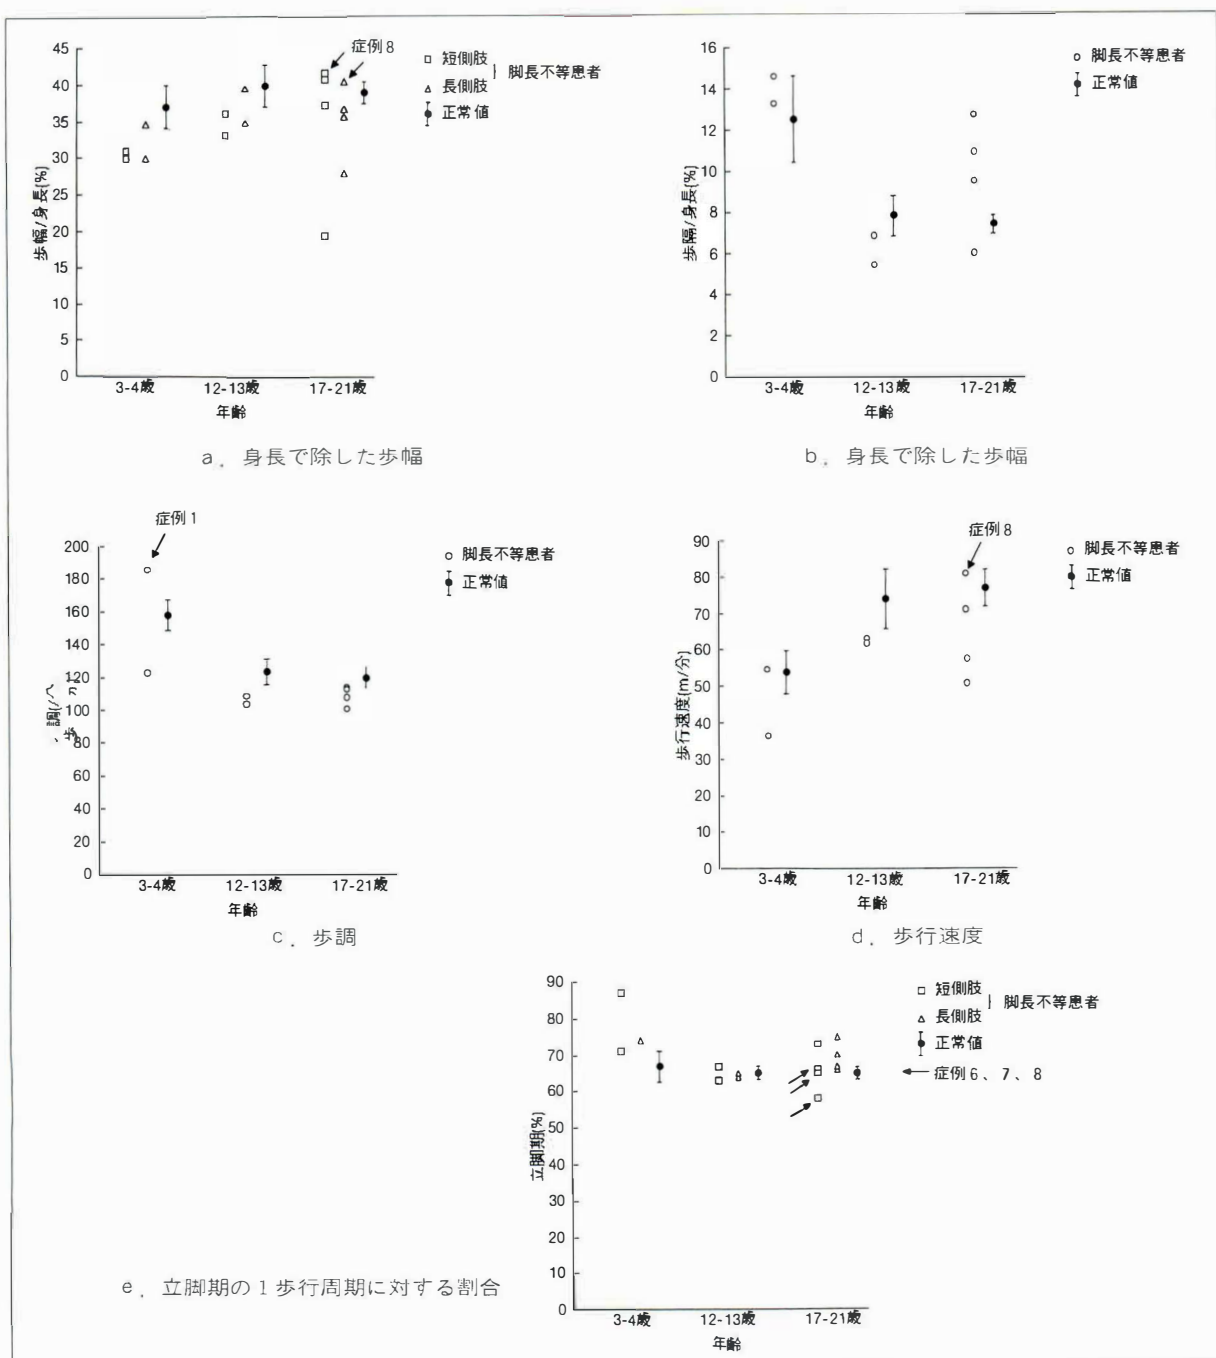 45
40
35
30
25
20
15
10
5
0
歩幅/身長(%)
症例8
短側肢
長側肢
脚長不等患者
正常値
3-4歳 12-13歳 17-21歳
年齢
a．身長で除した歩幅
16
14
12
10
8
6
4
2
0
歩隔/身長(%)
脚長不等患者
正常値
3-4歳 12-13歳 17-21歳
年齢
b．身長で除した歩幅
症例1
200
180
160
140
120
100
80
60
40
20
0
脚長不等患者
正常値
3-4歳 12-13歳 17-21歳
年齢
c．歩調
90
80
70
60
50
40
30
20
10
0
歩行速度(m/分)
症例8
脚長不等患者
正常値
3-4歳 12-13歳 17-21歳
年齢
d．歩行速度
90
80
70
60
50
40
30
20
10
0
立脚期(%)
短側肢
長側肢
脚長不等患者
正常値
症例6、7、8
3-4歳 12-13歳 17-21歳
年齢
e．立脚期の1歩行周期に対する割合